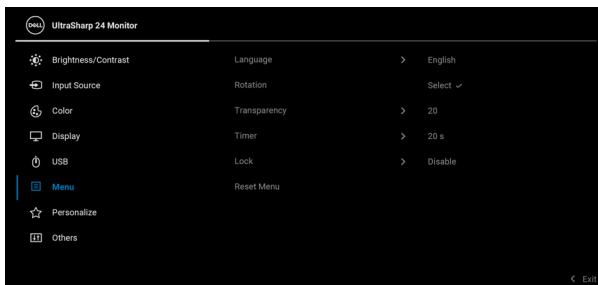 DELL UltraSharp 24 Monitor
Brightness/Contrast Language > English
Input Source Rotation Select ✓
Color Transparency > 20
Display Timer > 20 s
USB Lock > Disable
Menu Reset Menu
Personalize
Others
< Exit